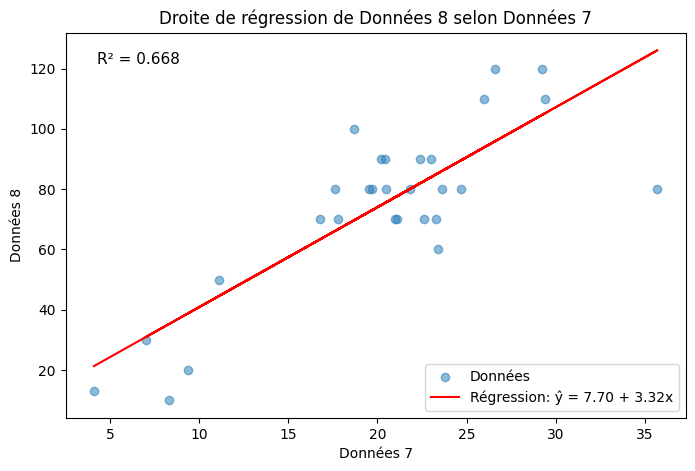 Droite de régression de Données 8 selon Données 7
R² = 0.668
120
100
80
60
40
20
Données 8
5
10
15
20
25
30
35
Données 7
Données
Régression: ŷ = 7.70 + 3.32x